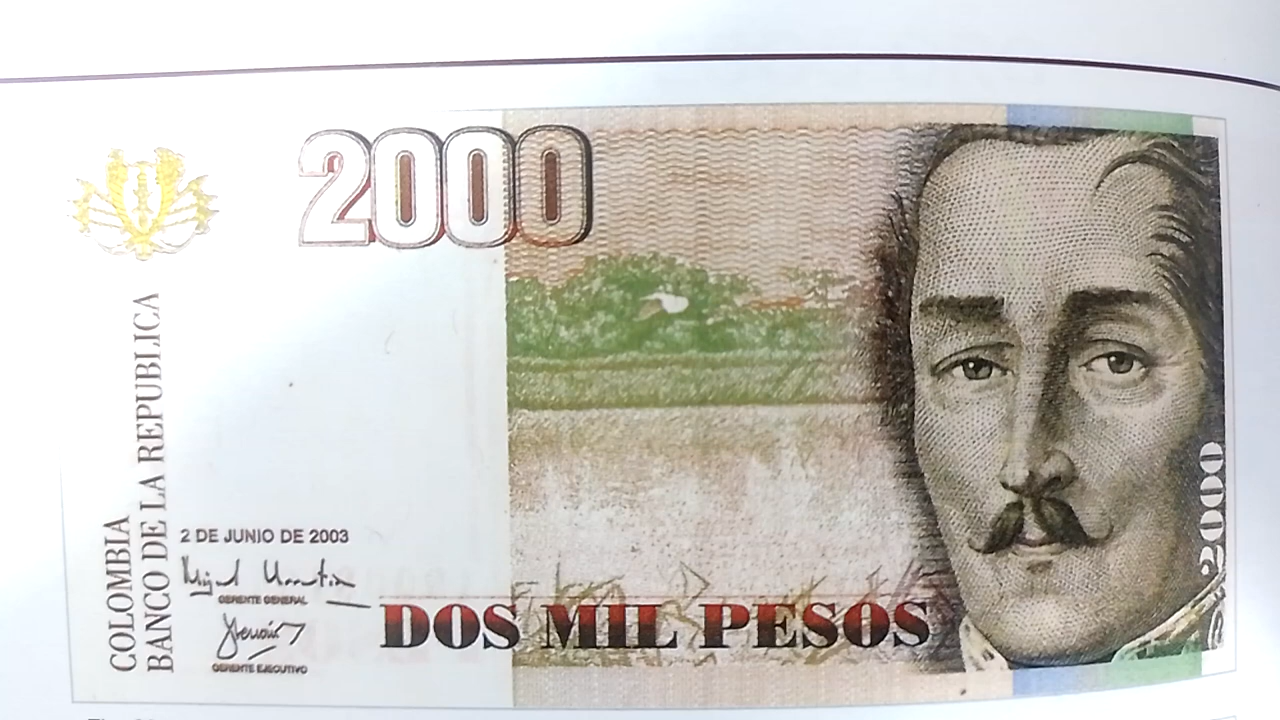 2000
COLOMBIA
BANCO DE LA REPUBLICA
2 DE JUNIO DE 2003
GERENTE GENERAL
GERENTE EJECUTIVO
DOS MIL PESOS
2000